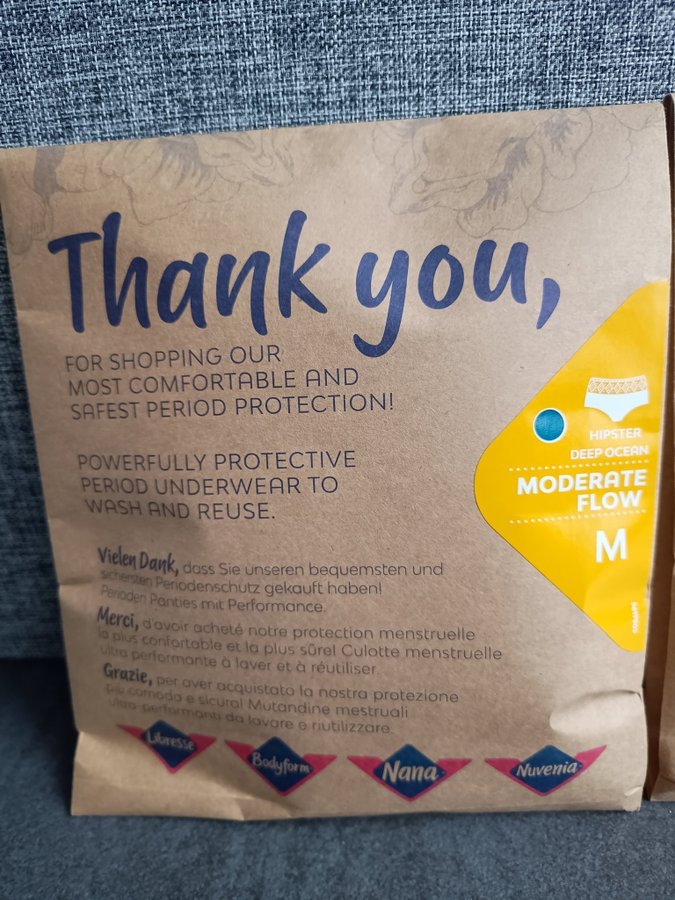 Thank you,
FOR SHOPPING OUR
MOST COMFORTABLE AND
SAFEST PERIOD PROTECTION!
POWERFULLY PROTECTIVE
PERIOD UNDERWEAR TO
WASH AND REUSE.
HIPSTER
DEEP OCEAN
MODERATE
FLOW
M
Vielen Dank, dass Sie unseren bequemsten und
sichersten Periodenschutz gekauft haben!
Perioden Panties mit Performance.
Merci, d'avoir acheté notre protection menstruelle
la plus confortable et la plus sûre! Culotte menstruelle
ultra performante à laver et à réutiliser.
Grazie, per aver acquistato la nostra protezione
più comoda e sicura! Mutandine mestruali
ultra-performanti da lavare e riutilizzare.
Libresse
Bodyform
Nana
Nuvenia